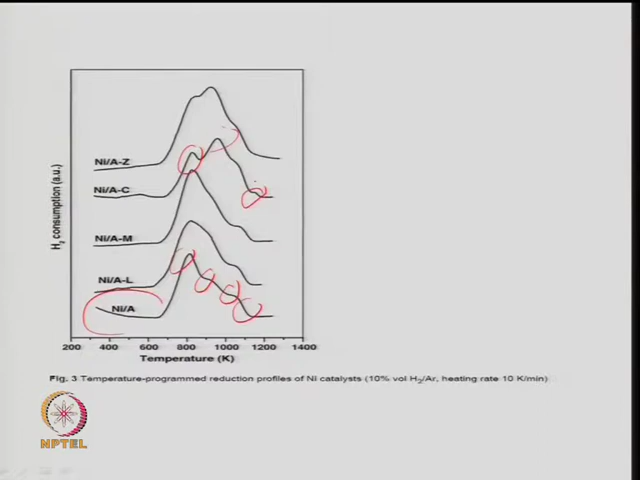 Ni/A-Z
Ni/A-C
Ni/A-M
Ni/A-L
Ni/A
H2 consumption (a.u.)
200 400 600 800 1000 1200 1400
Temperature (K)
Fig. 3 Temperature-programmed reduction profiles of Ni catalysts (10% vol H2/Ar, heating rate 10 K/min)
NPTEL